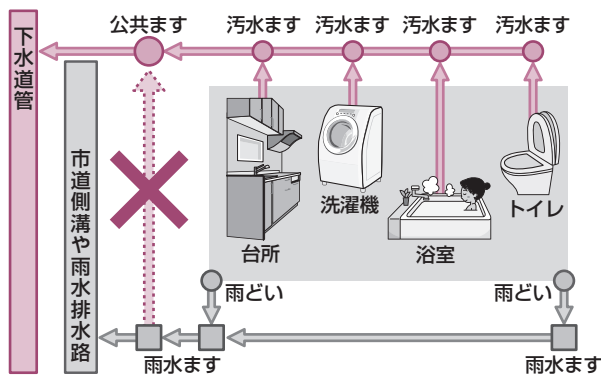 公共ます
汚水ます
汚水ます
汚水ます
汚水ます
下水道管
市道側溝や雨水排水路
台所
洗濯機
浴室
トイレ
雨どい
雨どい
雨水ます
雨水ます